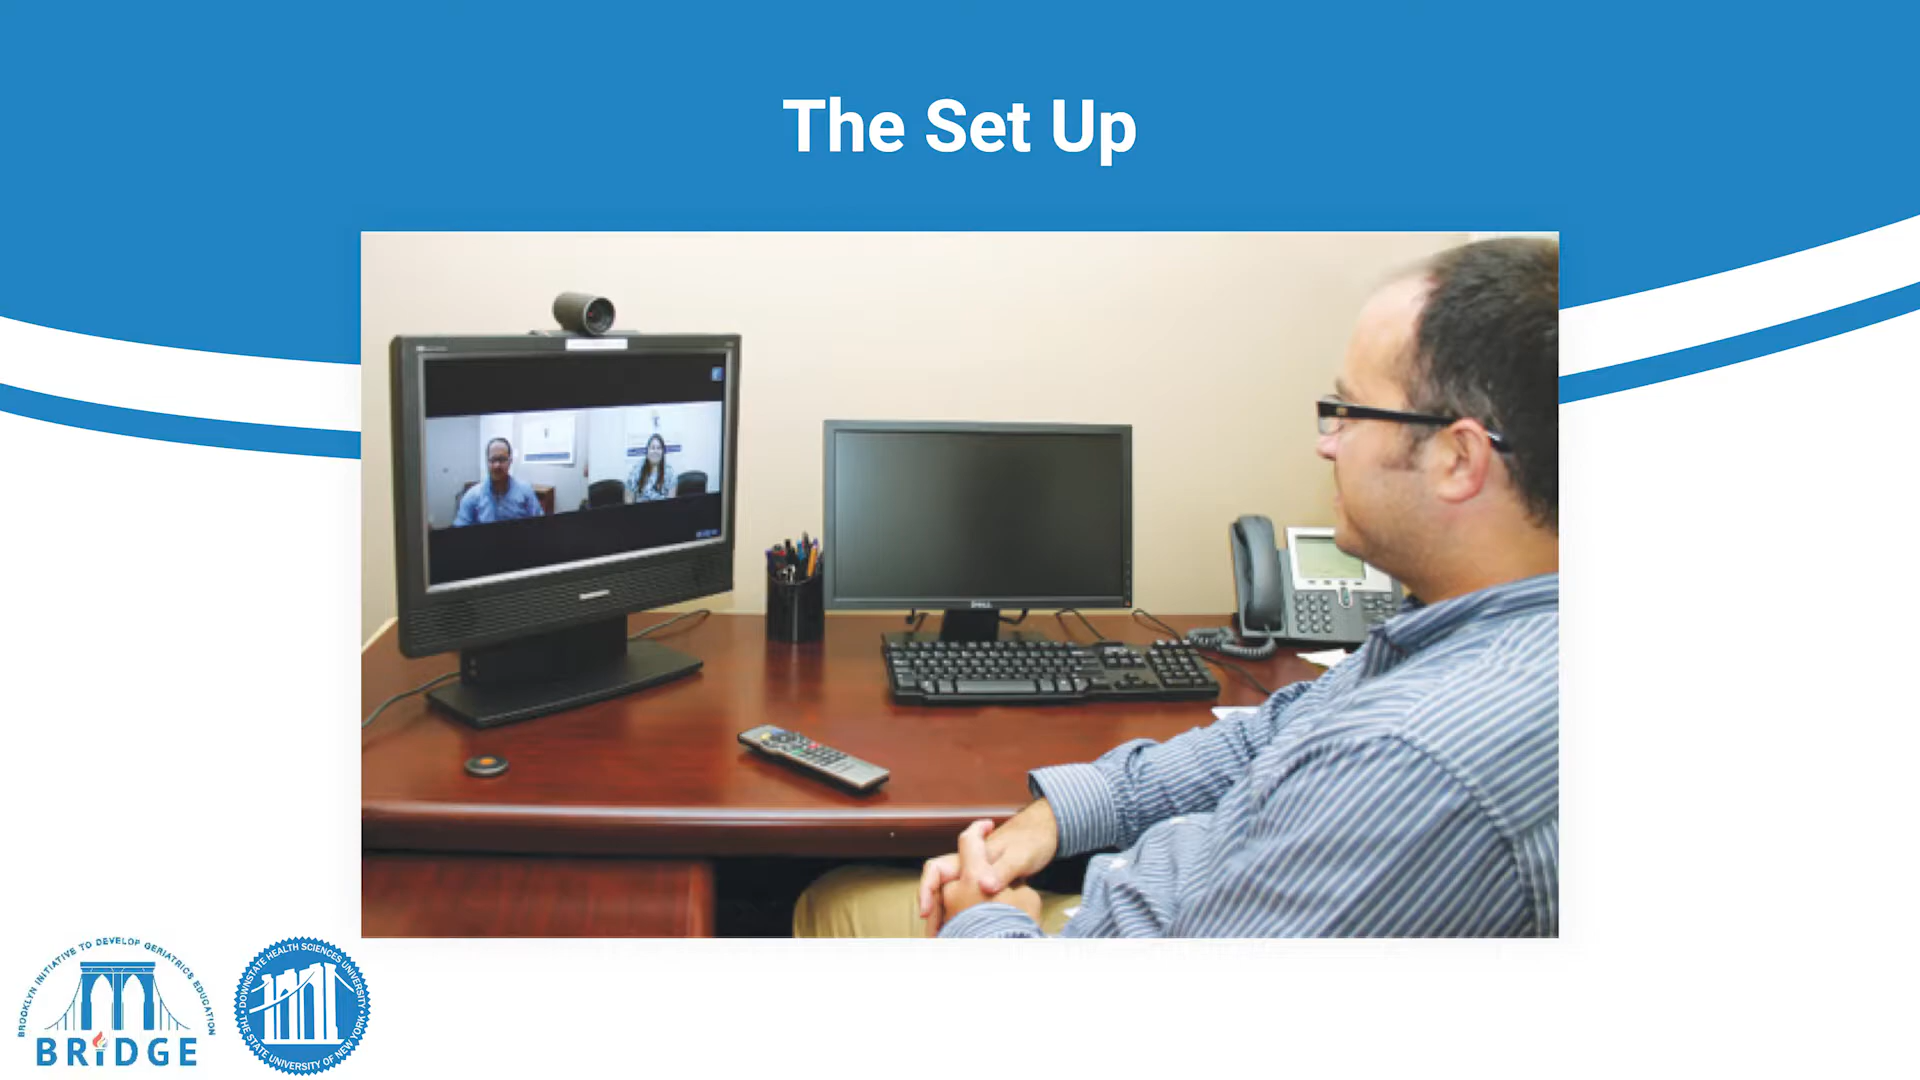 The Set Up
DELL
BROOKLYN INITIATIVE TO DEVELOP GERIATRICS EDUCATION
BRIDGE
DOWNSTATE HEALTH SCIENCES UNIVERSITY
THE STATE UNIVERSITY OF NEW YORK